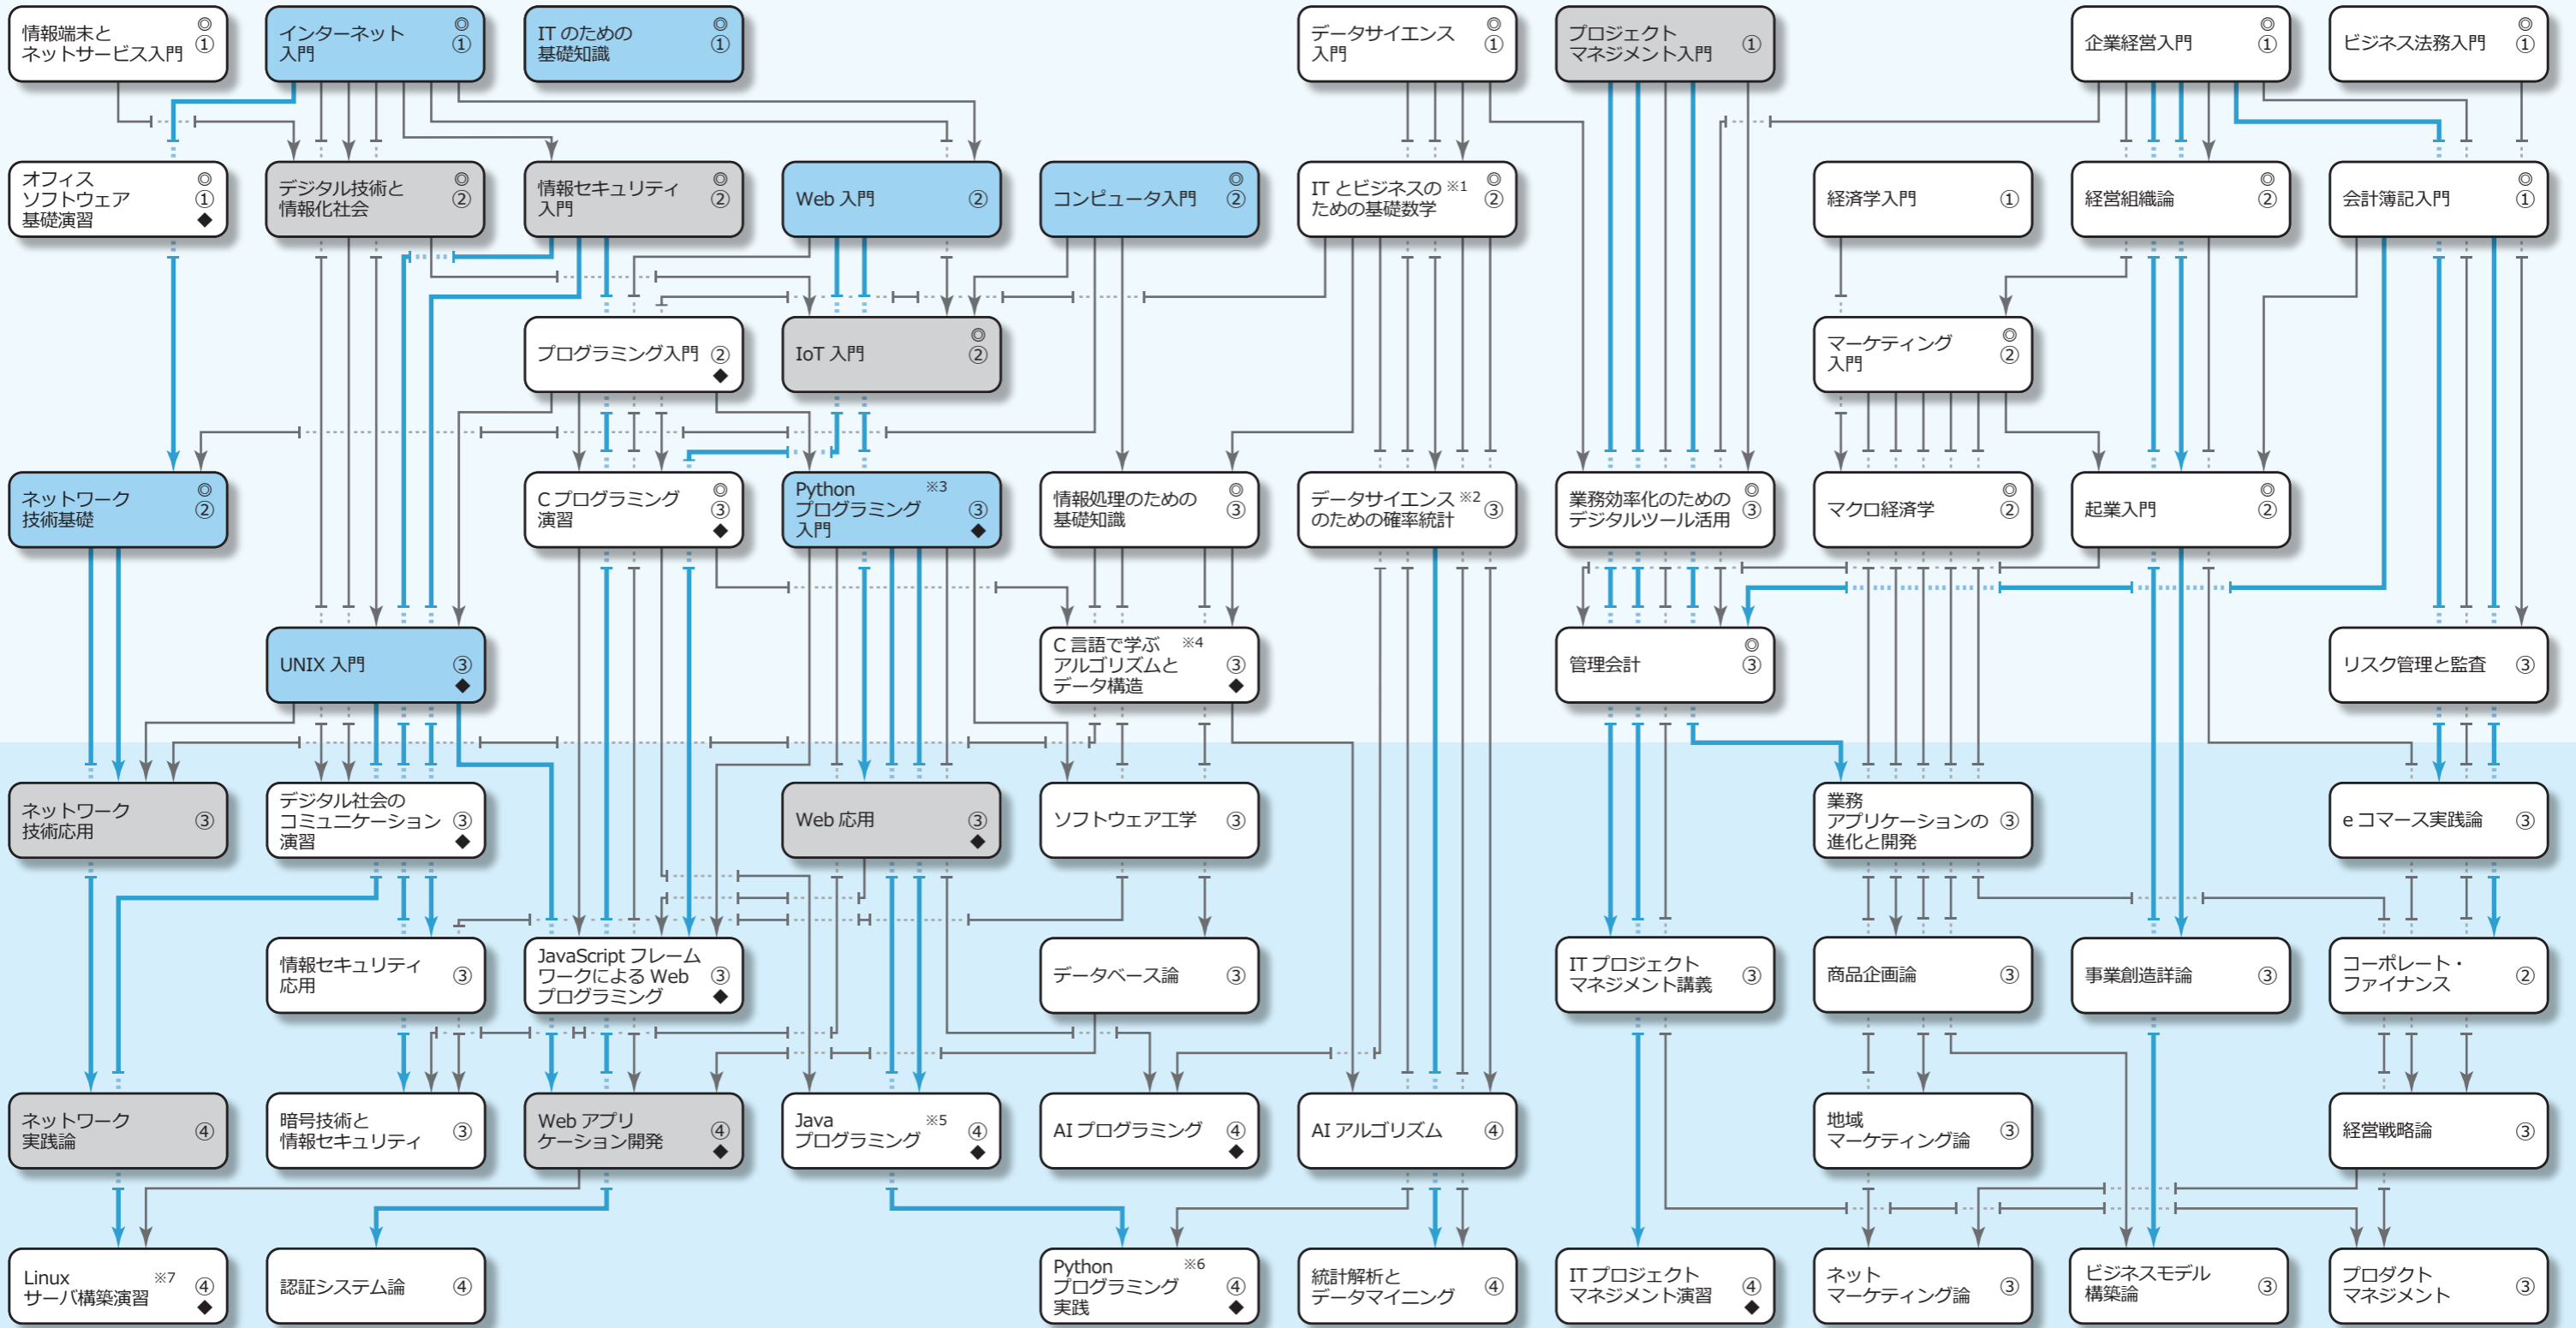 情報端末と
ネットサービス入門
◎
①
インターネット
入門
◎
①
IT のための
基礎知識
◎
①
データサイエンス
入門
◎
①
プロジェクト
マネジメント入門
①
企業経営入門
◎
①
ビジネス法務入門
◎
①
オフィス
ソフトウェア
基礎演習
◎
①
◆
デジタル技術と
情報化社会
◎
②
情報セキュリティ
入門
◎
②
Web 入門
②
コンピュータ入門
◎
②
IT とビジネスの ※1
ための基礎数学
◎
②
経済学入門
①
経営組織論
◎
②
会計簿記入門
◎
①
プログラミング入門
②
◆
IoT 入門
◎
②
マーケティング
入門
◎
②
ネットワーク
技術基礎
◎
②
C プログラミング
演習
◎
③
◆
Python ※3
プログラミング
入門
③
◆
情報処理のための
基礎知識
◎
③
データサイエンス ※2
のための確率統計
③
業務効率化のための
デジタルツール活用
◎
③
マクロ経済学
◎
②
起業入門
◎
②
UNIX 入門
③
◆
C 言語で学ぶ ※4
アルゴリズムと
データ構造
③
◆
管理会計
◎
③
リスク管理と監査
③
ネットワーク
技術応用
③
デジタル社会の
コミュニケーション
演習
③
◆
Web 応用
③
◆
ソフトウェア工学
③
業務
アプリケーションの
進化と開発
③
e コマース実践論
③
情報セキュリティ
応用
③
JavaScript フレーム
ワークによる Web
プログラミング
③
◆
データベース論
③
IT プロジェクト
マネジメント講義
③
商品企画論
③
事業創造詳論
③
コーポレート・
ファイナンス
②
ネットワーク
実践論
④
暗号技術と
情報セキュリティ
③
Web アプリ
ケーション開発
④
◆
Java ※5
プログラミング
④
◆
AI プログラミング
④
◆
AI アルゴリズム
④
地域
マーケティング論
③
経営戦略論
③
Linux ※7
サーバ構築演習
④
◆
認証システム論
④
Python ※6
プログラミング
実践
④
◆
統計解析と
データマイニング
④
IT プロジェクト
マネジメント演習
④
◆
ネット
マーケティング論
③
ビジネスモデル
構築論
③
プロダクト
マネジメント
③